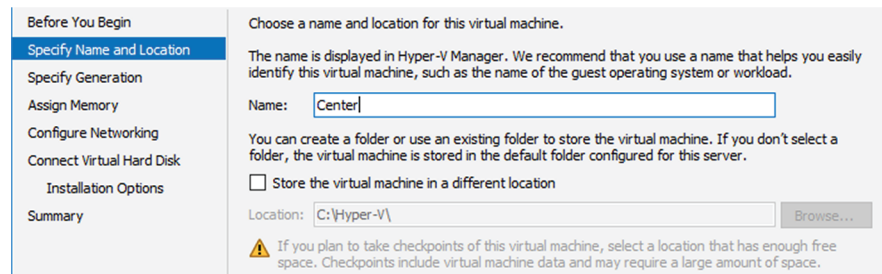 Before You Begin
Specify Name and Location
Specify Generation
Assign Memory
Configure Networking
Connect Virtual Hard Disk
Installation Options
Summary
Choose a name and location for this virtual machine.
The name is displayed in Hyper-V Manager. We recommend that you use a name that helps you easily
identify this virtual machine, such as the name of the guest operating system or workload.
Name: Center
You can create a folder or use an existing folder to store the virtual machine. If you don't select a
folder, the virtual machine is stored in the default folder configured for this server.
Store the virtual machine in a different location
Location: C:\Hyper-V\ Browse...
If you plan to take checkpoints of this virtual machine, select a location that has enough free
space. Checkpoints include virtual machine data and may require a large amount of space.